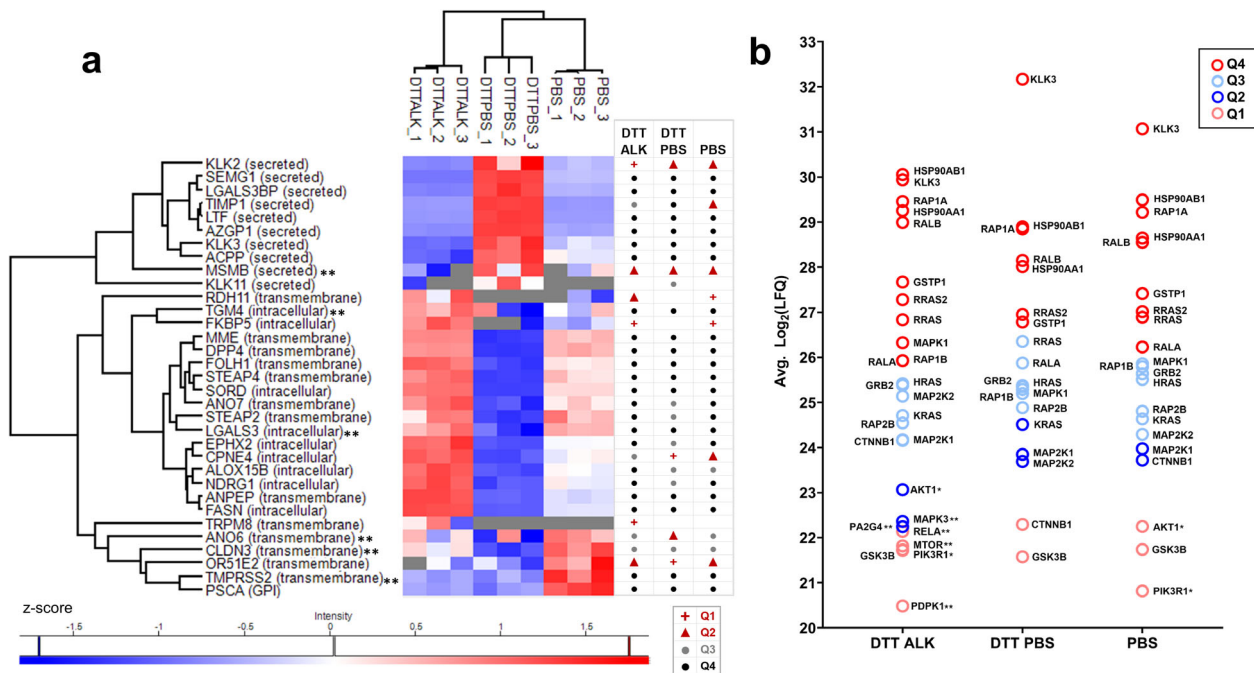 a
DTTALK_1
DTTALK_2
DTTALK_3
DTTPBS_1
DTTPBS_2
DTTPBS_3
PBS_1
PBS_2
PBS_3
DTT ALK
DTT PBS
PBS
KLK2 (secreted)
SEMG1 (secreted)
LGALS3BP (secreted)
TIMP1 (secreted)
LTF (secreted)
AZGP1 (secreted)
KLK3 (secreted)
ACPP (secreted)
MSMB (secreted)**
KLK11 (secreted)
RDH11 (transmembrane)
TGM4 (intracellular)**
FKBP5 (intracellular)
MME (transmembrane)
DPP4 (transmembrane)
FOLH1 (transmembrane)
STEAP4 (transmembrane)
SORD (intracellular)
ANO7 (transmembrane)
STEAP2 (transmembrane)
LGALS3 (intracellular)**
EPHX2 (intracellular)
CPNE4 (intracellular)
ALOX15B (intracellular)
NDRG1 (intracellular)
ANPEP (transmembrane)
FASN (intracellular)
TRPM8 (transmembrane)
ANO6 (transmembrane)**
CLDN3 (transmembrane)**
OR51E2 (transmembrane)
TMPRSS2 (transmembrane)**
PSCA (GPI)
z-score
Intensity
-1.5 -1 -0.5 0 0.5 1 1.5
Q1
Q2
Q3
Q4
b
Q4
Q3
Q2
Q1
Avg. Log2(LFQ)
33
32
31
30
29
28
27
26
25
24
23
22
21
20
HSP90AB1
KLK3
RAP1A
HSP90AA1
RALB
GSTP1
RRAS2
RRAS
MAPK1
RALA RAP1B
GRB2 HRAS
MAP2K2
KRAS
RAP2B
CTNNB1 MAP2K1
AKT1*
MAPK3**
PA2G4**
RELA**
MTOR**
GSK3B PIK3R1*
PDPK1**
DTT ALK
KLK3
RAP1A HSP90AB1
RALB
HSP90AA1
RRAS2
GSTP1
RRAS
RALA
GRB2 HRAS
RAP1B MAPK1
RAP2B
KRAS
MAP2K1
MAP2K2
CTNNB1
GSK3B
DTT PBS
KLK3
HSP90AB1
RAP1A
HSP90AA1
RALB
GSTP1
RRAS2
RRAS
RALA
MAPK1
RAP1B
GRB2
HRAS
RAP2B
KRAS
MAP2K2
MAP2K1
CTNNB1
AKT1*
GSK3B
PIK3R1*
PBS